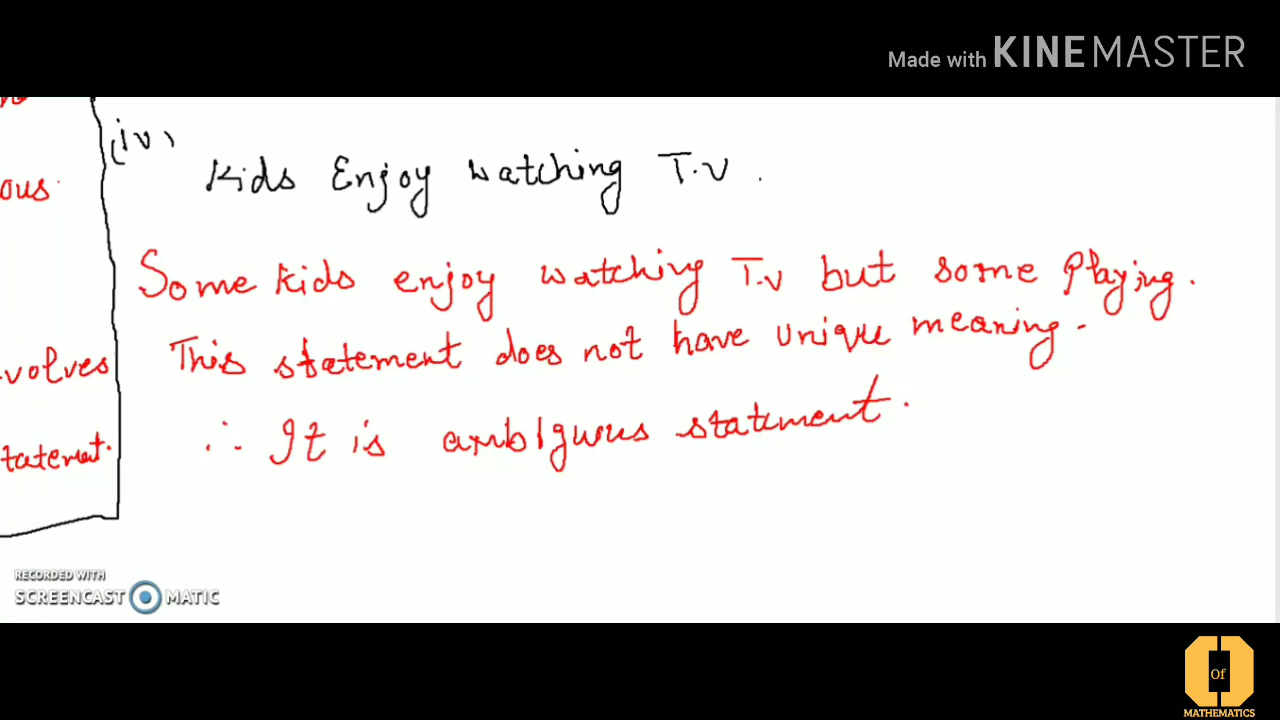 Made with KINEMASTER
ous.
(iv)
Kids Enjoy watching T.V.
Some kids enjoy watching T.V but some Playing.
This statement does not have unique meaning.
volves
∴ It is ambiguous statement.
tatement.
RECORDED WITH
SCREENCAST MATIC
Of
MATHEMATICS